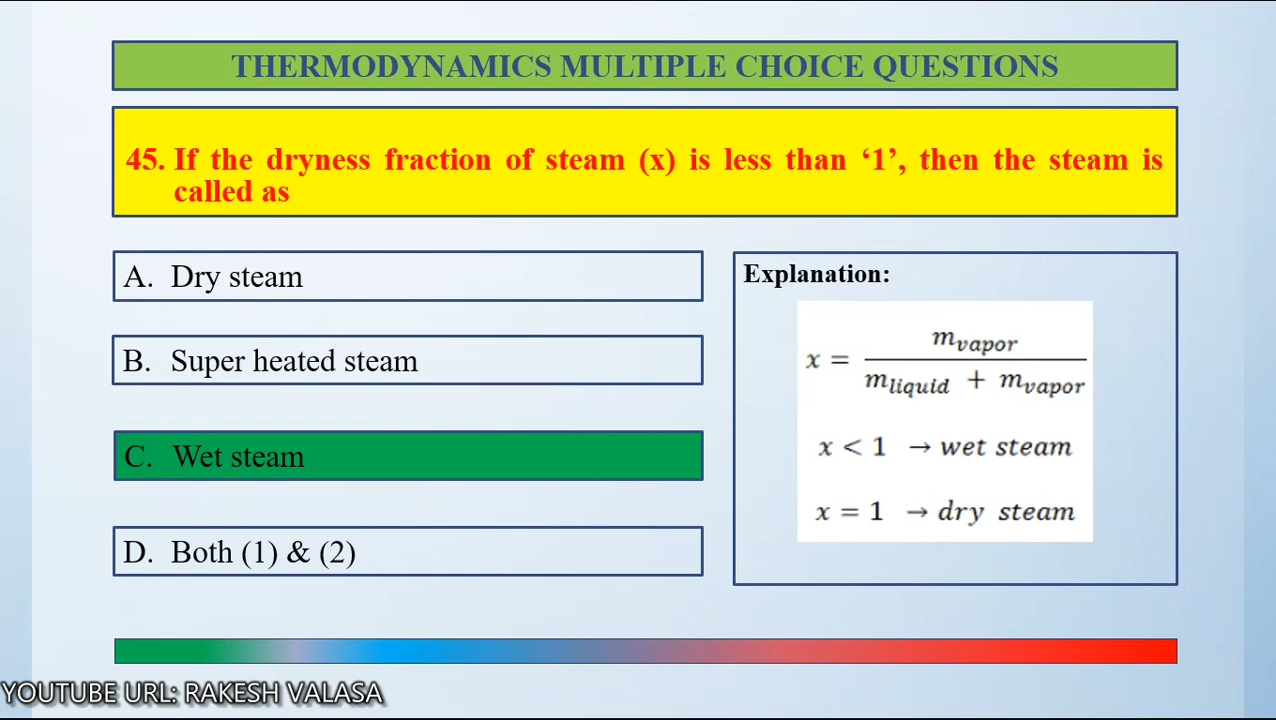 THERMODYNAMICS MULTIPLE CHOICE QUESTIONS
45. If the dryness fraction of steam (x) is less than ‘1’, then the steam is
called as
A. Dry steam
B. Super heated steam
C. Wet steam
D. Both (1) & (2)
Explanation:
x = m_vapor / (m_liquid + m_vapor)
x < 1 → wet steam
x = 1 → dry steam
YOUTUBE URL: RAKESH VALASA